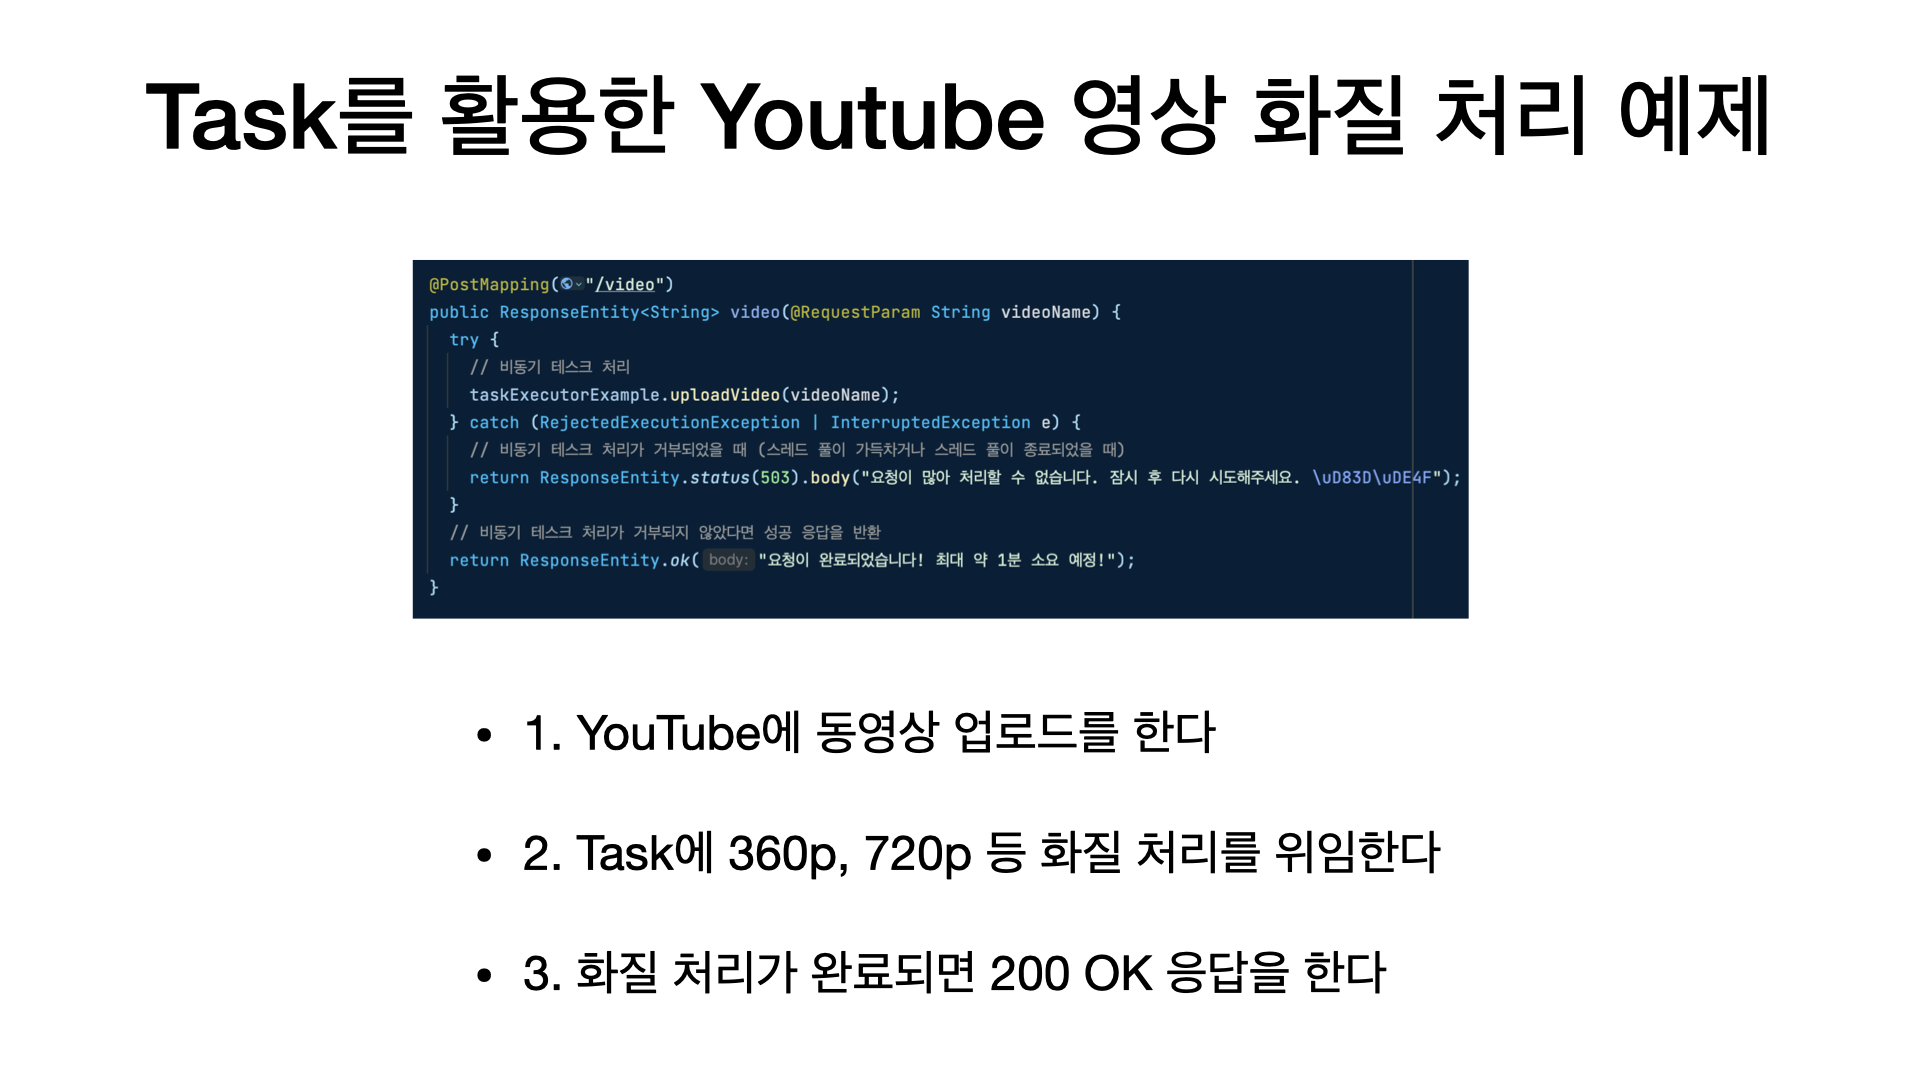 Task를 활용한 Youtube 영상 화질 처리 예제
@PostMapping("/video")
public ResponseEntity<String> video(@RequestParam String videoName) {
try {
// 비동기 테스크 처리
taskExecutorExample.uploadVideo(videoName);
} catch (RejectedExecutionException | InterruptedException e) {
// 비동기 테스크 처리가 거부되었을 때 (스레드 풀이 가득차거나 스레드 풀이 종료되었을 때)
return ResponseEntity.status(503).body("요청이 많아 처리할 수 없습니다. 잠시 후 다시 시도해주세요. \uD83D\uDE4F");
}
// 비동기 테스크 처리가 거부되지 않았다면 성공 응답을 반환
return ResponseEntity.ok( body: "요청이 완료되었습니다! 최대 약 1분 소요 예정!");
}
• 1. YouTube에 동영상 업로드를 한다
• 2. Task에 360p, 720p 등 화질 처리를 위임한다
• 3. 화질 처리가 완료되면 200 OK 응답을 한다